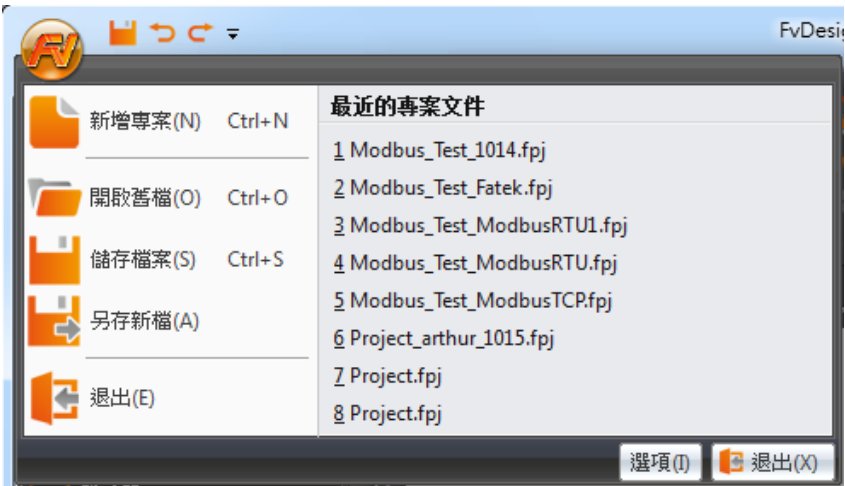 FV
FvDesig
新增專案(N) Ctrl+N
開啟舊檔(O) Ctrl+O
儲存檔案(S) Ctrl+S
另存新檔(A)
退出(E)
最近的專案文件
1 Modbus_Test_1014.fpj
2 Modbus_Test_Fatek.fpj
3 Modbus_Test_ModbusRTU1.fpj
4 Modbus_Test_ModbusRTU.fpj
5 Modbus_Test_ModbusTCP.fpj
6 Project_arthur_1015.fpj
7 Project.fpj
8 Project.fpj
選項(I) 退出(X)